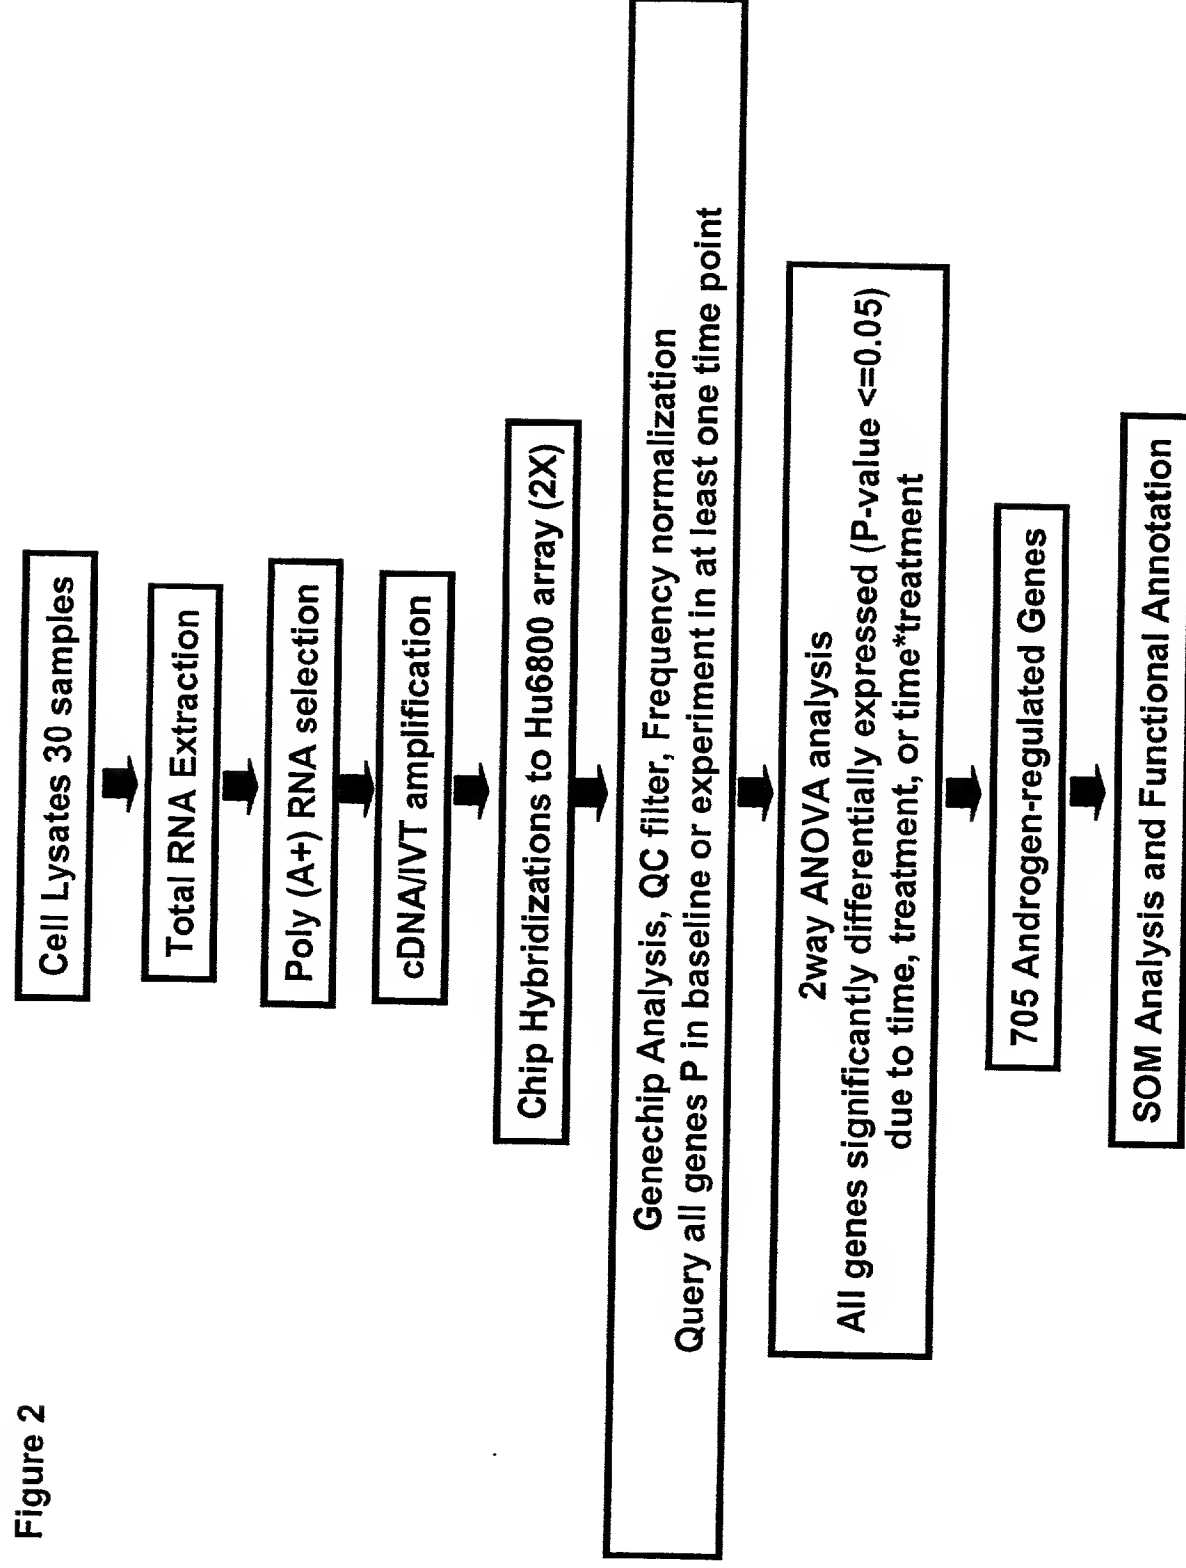 Figure 2
Cell Lysates 30 samples
Total RNA Extraction
Poly (A+) RNA selection
cDNA/IVT amplification
Chip Hybridizations to Hu6800 array (2X)
Genechip Analysis, QC filter, Frequency normalization
Query all genes P in baseline or experiment in at least one time point
2way ANOVA analysis
All genes significantly differentially expressed (P-value <=0.05)
due to time, treatment, or time*treatment
705 Androgen-regulated Genes
SOM Analysis and Functional Annotation